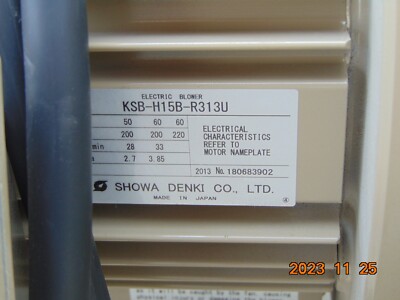 ELECTRIC BLOWER
KSB-H15B-R313U
50 60 60
200 200 220
min 28 33
2.7 3.85
ELECTRICAL
CHARACTERISTICS
REFER TO
MOTOR NAMEPLATE
2013 No. 180683902
SHOWA DENKI CO., LTD.
MADE IN JAPAN
2023 11 25